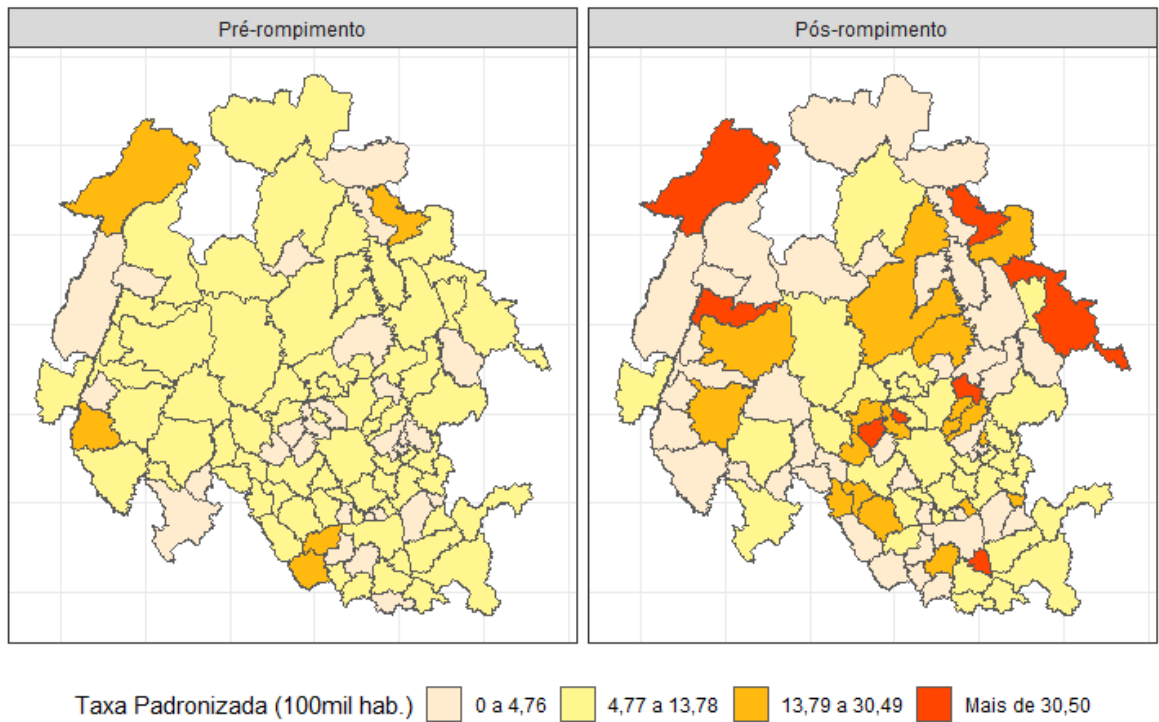 Pré-rompimento
Pós-rompimento
Taxa Padronizada (100mil hab.) 0 a 4,76 4,77 a 13,78 13,79 a 30,49 Mais de 30,50